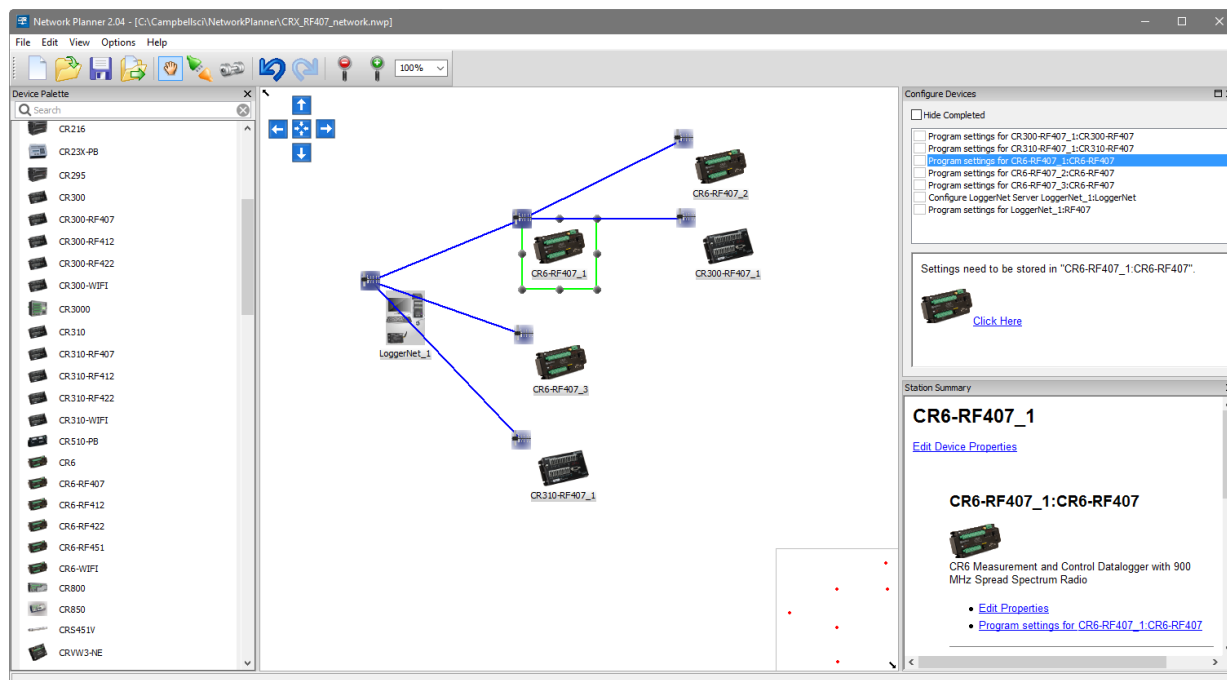 Network Planner 2.04 - [C:\Campbellsci\NetworkPlanner\CRX_RF407_network.nwp]
File Edit View Options Help
100%
Device Palette
Search
CR216
CR23X-PB
CR295
CR300
CR300-RF407
CR300-RF412
CR300-RF422
CR300-WIFI
CR3000
CR310
CR310-RF407
CR310-RF412
CR310-RF422
CR310-WIFI
CR510-PB
CR6
CR6-RF407
CR6-RF412
CR6-RF422
CR6-RF451
CR6-WIFI
CR800
CR850
CRS451V
CRVW3-NE
CR6-RF407_2
CR6-RF407_1
CR300-RF407_1
LoggerNet_1
CR6-RF407_3
CR310-RF407_1
Configure Devices
Hide Completed
Program settings for CR300-RF407_1:CR300-RF407
Program settings for CR310-RF407_1:CR310-RF407
Program settings for CR6-RF407_1:CR6-RF407
Program settings for CR6-RF407_2:CR6-RF407
Program settings for CR6-RF407_3:CR6-RF407
Configure LoggerNet Server LoggerNet_1:LoggerNet
Program settings for LoggerNet_1:RF407
Settings need to be stored in "CR6-RF407_1:CR6-RF407".
Click Here
Station Summary
CR6-RF407_1
Edit Device Properties
CR6-RF407_1:CR6-RF407
CR6 Measurement and Control Datalogger with 900
MHz Spread Spectrum Radio
Edit Properties
Program settings for CR6-RF407_1:CR6-RF407